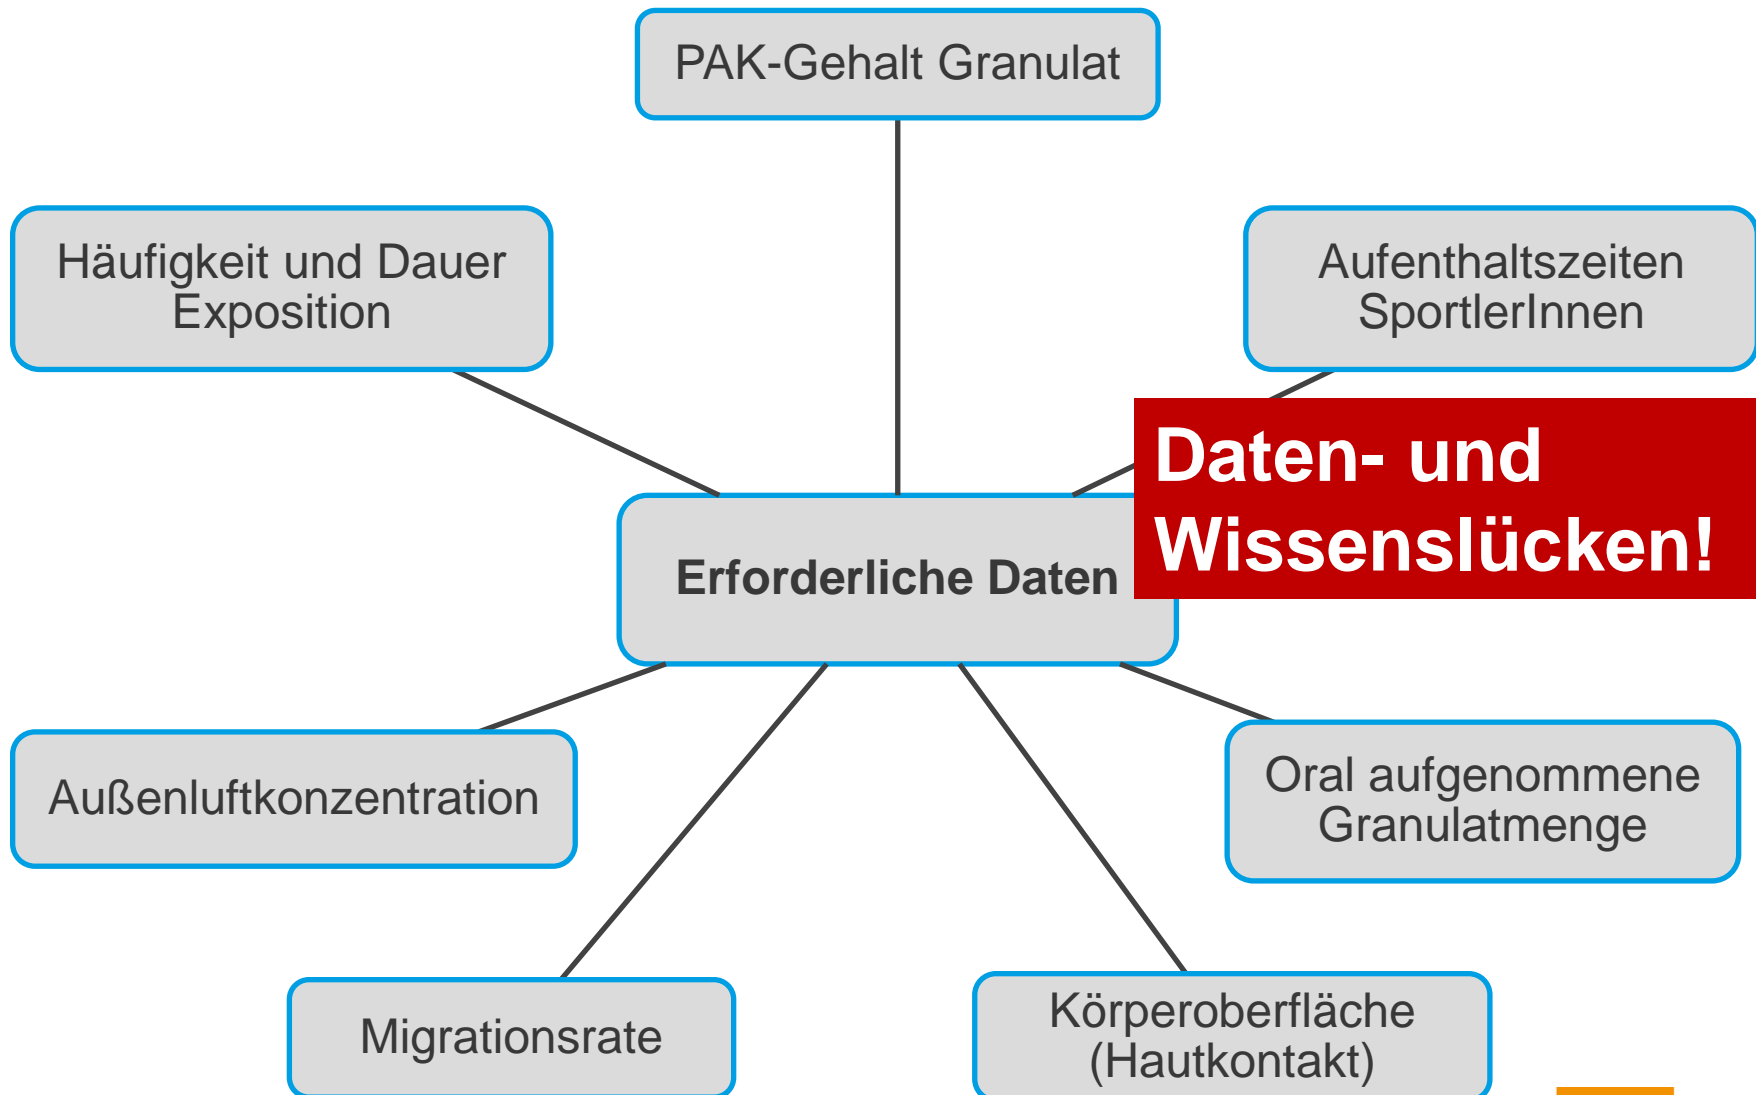 PAK-Gehalt Granulat
Häufigkeit und Dauer
Exposition
Aufenthaltszeiten
SportlerInnen
Daten- und
Wissenslücken!
Erforderliche Daten
Außenluftkonzentration
Oral aufgenommene
Granulatmenge
Migrationsrate
Körperoberfläche
(Hautkontakt)